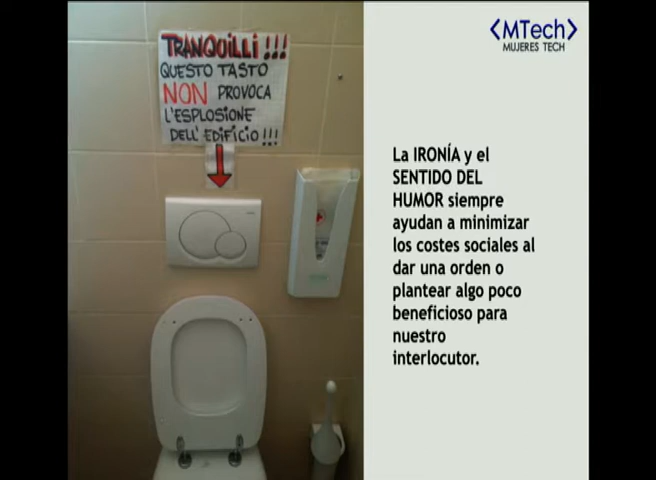 TRANQUILLI!!!
QUESTO TASTO
NON PROVOCA
L'ESPLOSIONE
DELL'EDIFICIO!!!
<MTech>
MUJERES TECH
La IRONÍA y el
SENTIDO DEL
HUMOR siempre
ayudan a minimizar
los costes sociales al
dar una orden o
plantear algo poco
beneficioso para
nuestro
interlocutor.